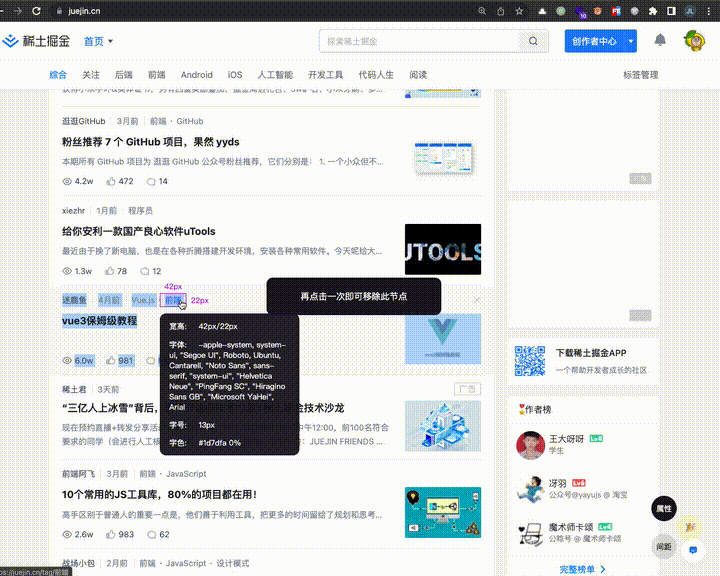 juejin.cn
稀土掘金
首页
探索稀土掘金
创作者中心
综合
关注
后端
前端
Android
iOS
人工智能
开发工具
代码人生
阅读
标签管理
逛逛GitHub | 3月前 | 前端 · GitHub
粉丝推荐 7 个 GitHub 项目，果然 yyds
本期所有 GitHub 项目为 逛逛 GitHub 公众号粉丝推荐，它们分别是： 1. 一个小众但不...
4.2w 472 14
xiezhr | 1月前 · 程序员
给你安利一款国产良心软件uTools
最近由于换了新电脑，也是在各种折腾搭建开发环境，安装各种常用软件。今天呢给大...
1.3w 78 12
UTOOLS
42px
迷鹿鱼 4月前 Vue.js 前端
22px
再点击一次即可移除此节点
vue3保姆级教程
6.0w 981
宽高: 42px/22px
字体: -apple-system, system-
ui, "Segoe UI", Roboto, Ubuntu,
Cantarell, "Noto Sans", sans-
serif, "system-ui", "Helvetica
Neue", "PingFang SC", "Hiragino
Sans GB", "Microsoft YaHei",
Arial
字号: 13px
字色: #1d7dfa 0%
稀土君 | 3天前
广告
“三亿人上冰雪”背后，
技术沙龙
现在预约直播+转发分享活动
午12:00，前100名符合
要求的同学（会进行人工核
JUEJIN FRIENDS ...
前端阿飞 | 3月前 | 前端 · JavaScript
10个常用的JS工具库，80%的项目都在用！
高手区别于普通人的重要一点是，他们善于利用工具，把更多的时间留给了规划和思考...
2.6w 983 62
战场小包 | 2月前 | 前端 · JavaScript · 设计模式
下载稀土掘金APP
一个帮助开发者成长的社区
作者榜
王大呀呀 Lv4
学生
冴羽 Lv6
公众号@yayujs @ 淘宝
魔术师卡颂
公粽号 @ 魔术师卡颂
完整榜单
属性
间距
ps://juejin.cn/tag/前端